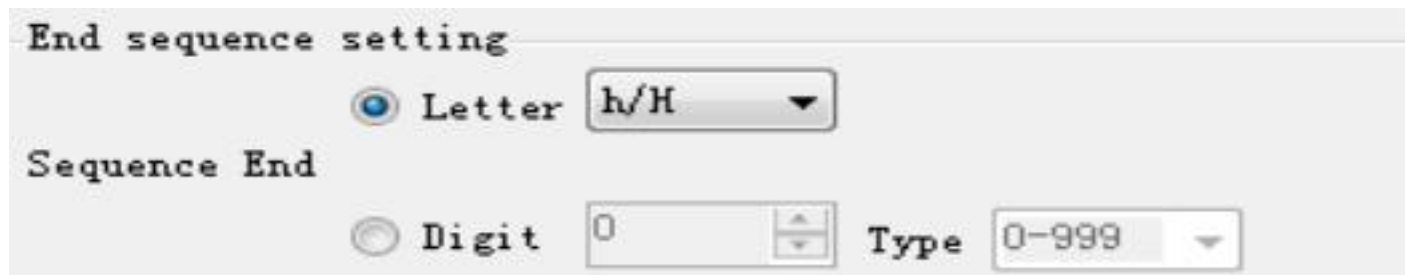 End sequence setting
Letter h/H
Sequence End
Digit 0 Type 0-999